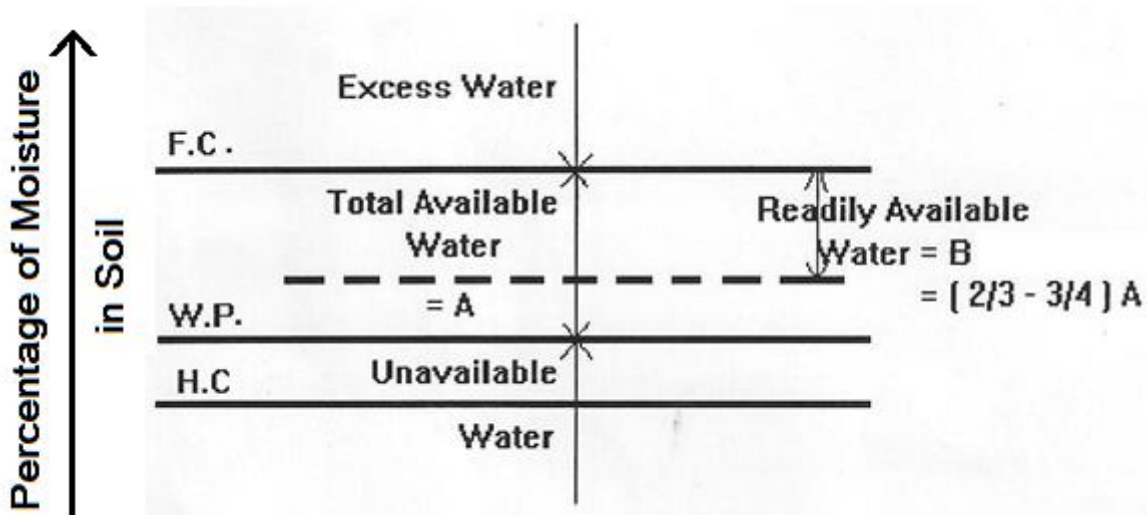 Percentage of Moisture
in Soil
Excess Water
F.C.
Total Available
Water
= A
Readily Available
Water = B
= ( 2/3 - 3/4 ) A
W.P.
H.C
Unavailable
Water